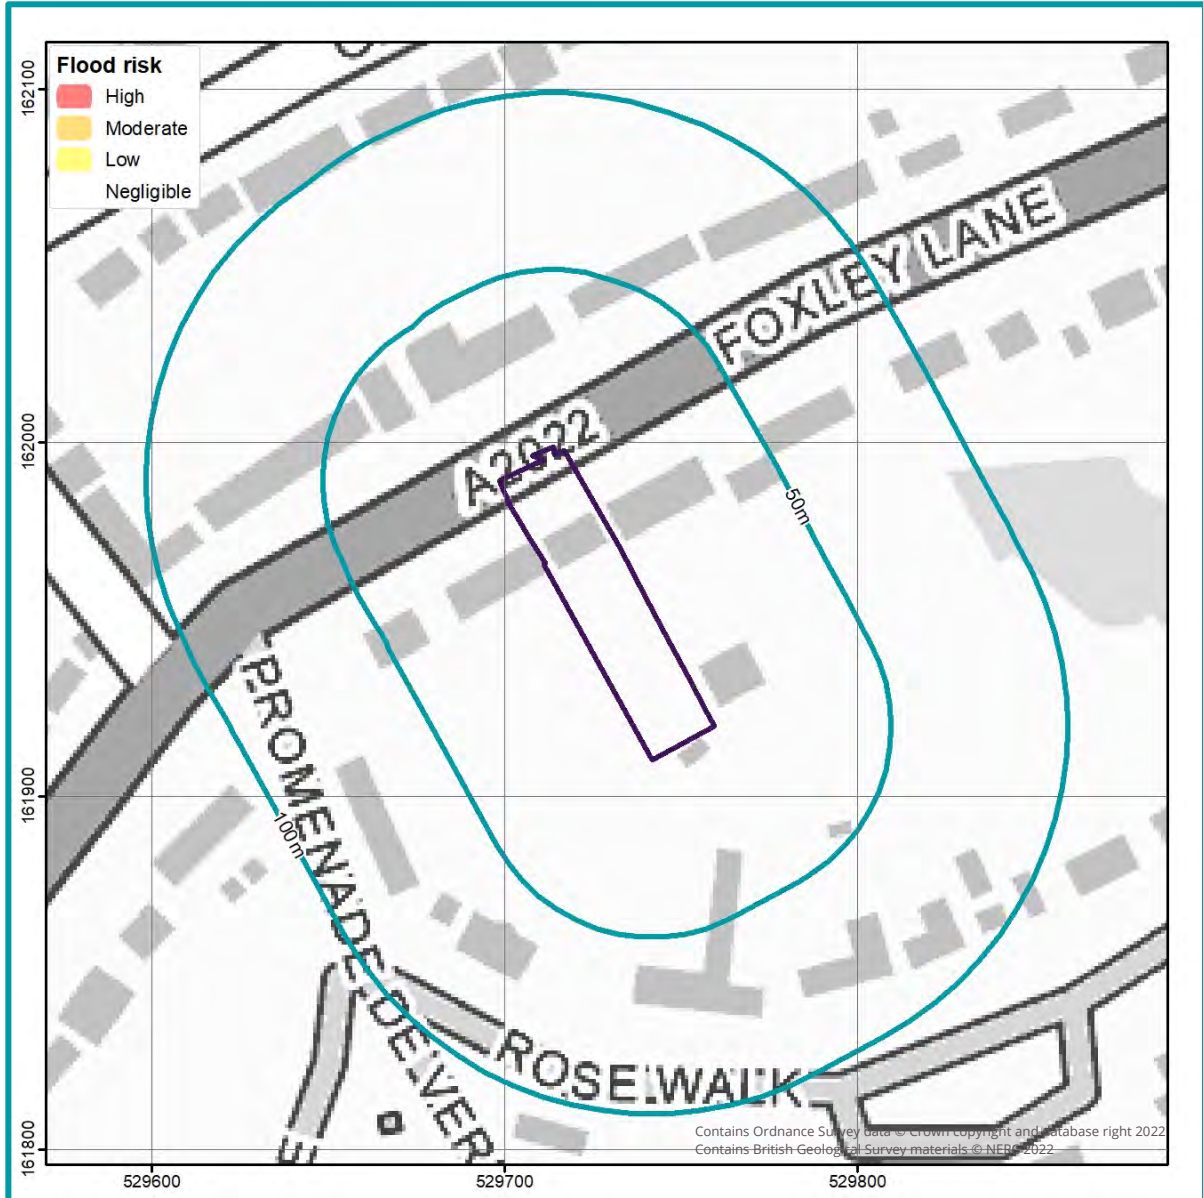 Flood risk
High
Moderate
Low
Negligible
162100
162000
161900
161800
529600
529700
529800
FOXLEY LANE
A2022
50m
100m
PROMENADE DE VER
ROSE WALK
Contains Ordnance Survey data © Crown copyright and database right 2022
Contains British Geological Survey materials © NERC 2022